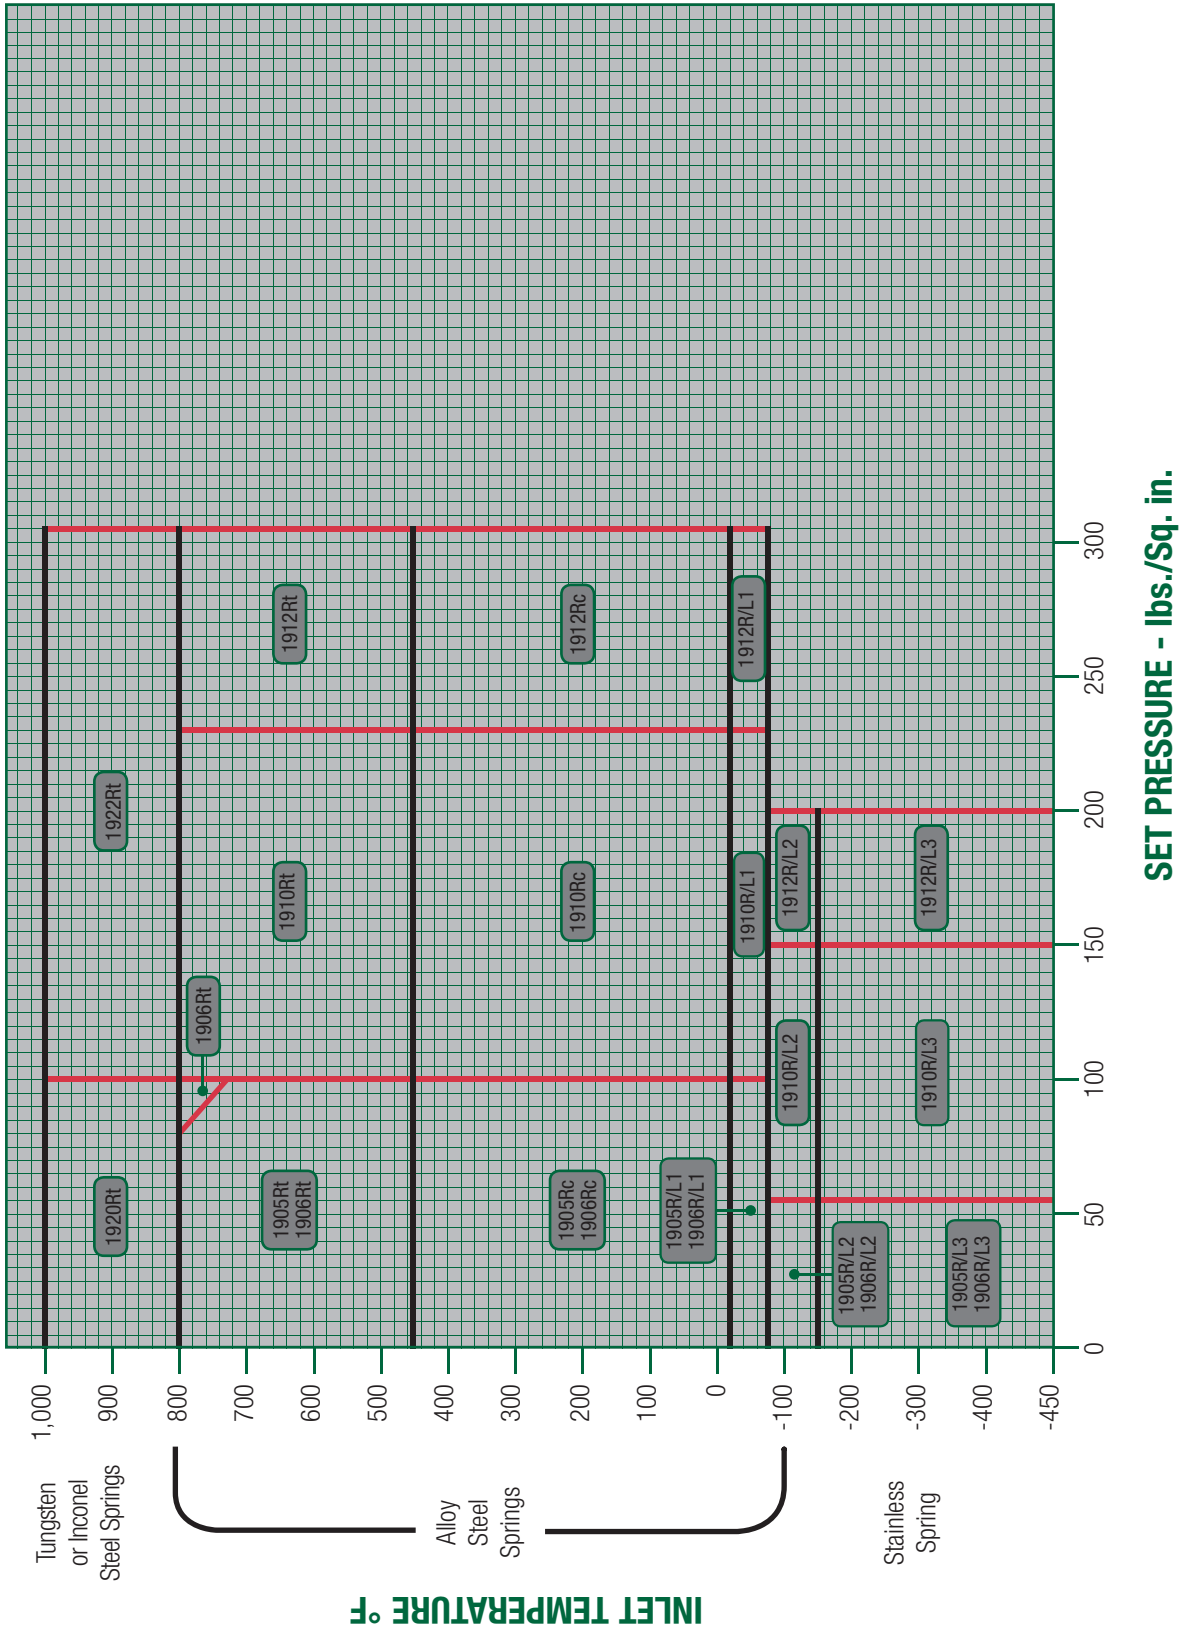 INLET TEMPERATURE °F
Tungsten
or Inconel
Steel Springs
Alloy
Steel
Springs
Stainless
Spring
1,000
900
800
700
600
500
400
300
200
100
0
-100
-200
-300
-400
-450
1920Rt
1922Rt
1906Rt
1905Rt
1906Rt
1910Rt
1912Rt
1905Rc
1906Rc
1910Rc
1912Rc
1905R/L1
1906R/L1
1910R/L1
1912R/L1
1905R/L2
1906R/L2
1910R/L2
1912R/L2
1905R/L3
1906R/L3
1910R/L3
1912R/L3
0
50
100
150
200
250
300
SET PRESSURE - lbs./Sq. in.